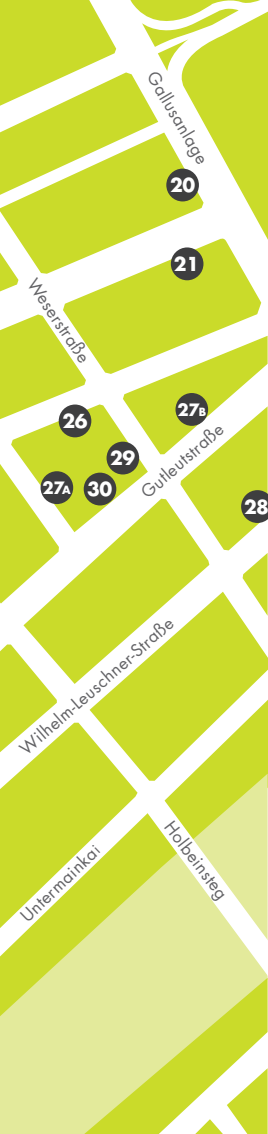 Gallusanlage
20
21
Weserstraße
27B
26
29
Gutleutstraße
27A
30
28
Wilhelm-Leuschner-Straße
Untermainkai
Holbeinsteg